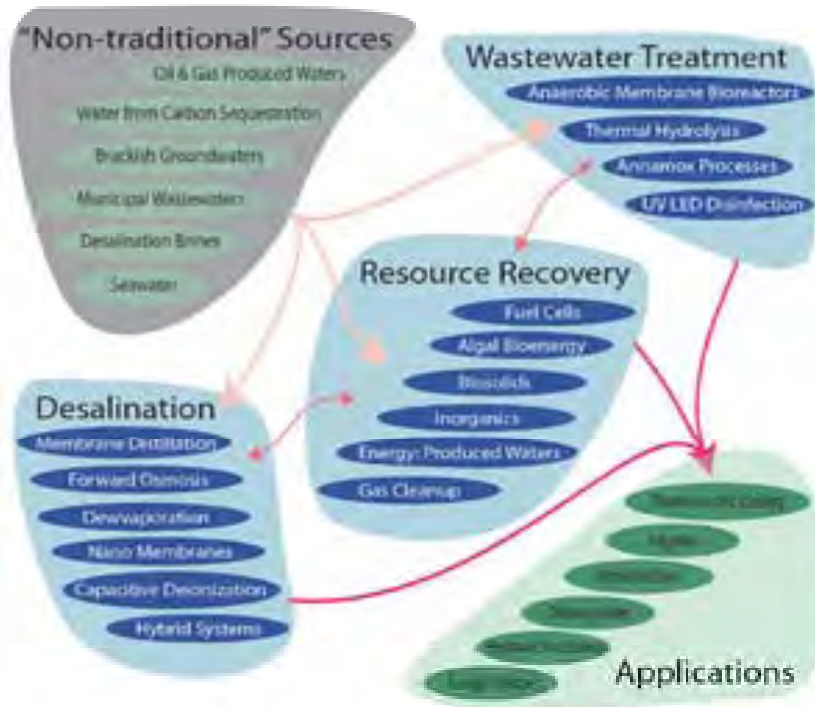 "Non-traditional" Sources
Oil & Gas Produced Waters
Water from Carbon Sequestration
Brackish Groundwaters
Municipal Wastewaters
Desalination Brines
Seawater
Wastewater Treatment
Anaerobic Membrane Bioreactors
Thermal Hydrolysis
Annamox Processes
UV LED Disinfection
Resource Recovery
Fuel Cells
Algal Bioenergy
Biosolids
Inorganics
Energy: Produced Waters
Gas Cleanup
Desalination
Membrane Distillation
Forward Osmosis
Dewvaporation
Nano Membranes
Capacitive Deionization
Hybrid Systems
Applications